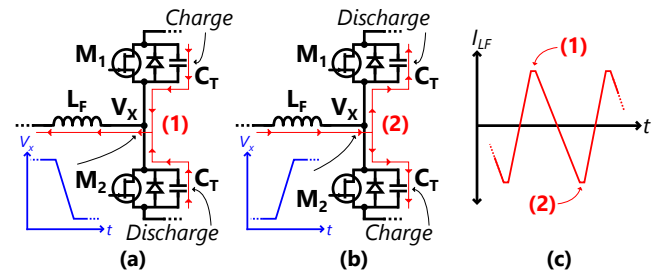 Charge
M1
CT
LF
VX
(1)
Vx
M2
CT
t
Discharge
(a)
Discharge
M1
CT
LF
VX
(2)
Vx
M2
CT
t
Charge
(b)
ILF
(1)
t
(2)
(c)